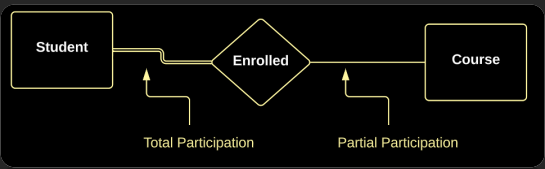 Student
Enrolled
Course
Total Participation
Partial Participation